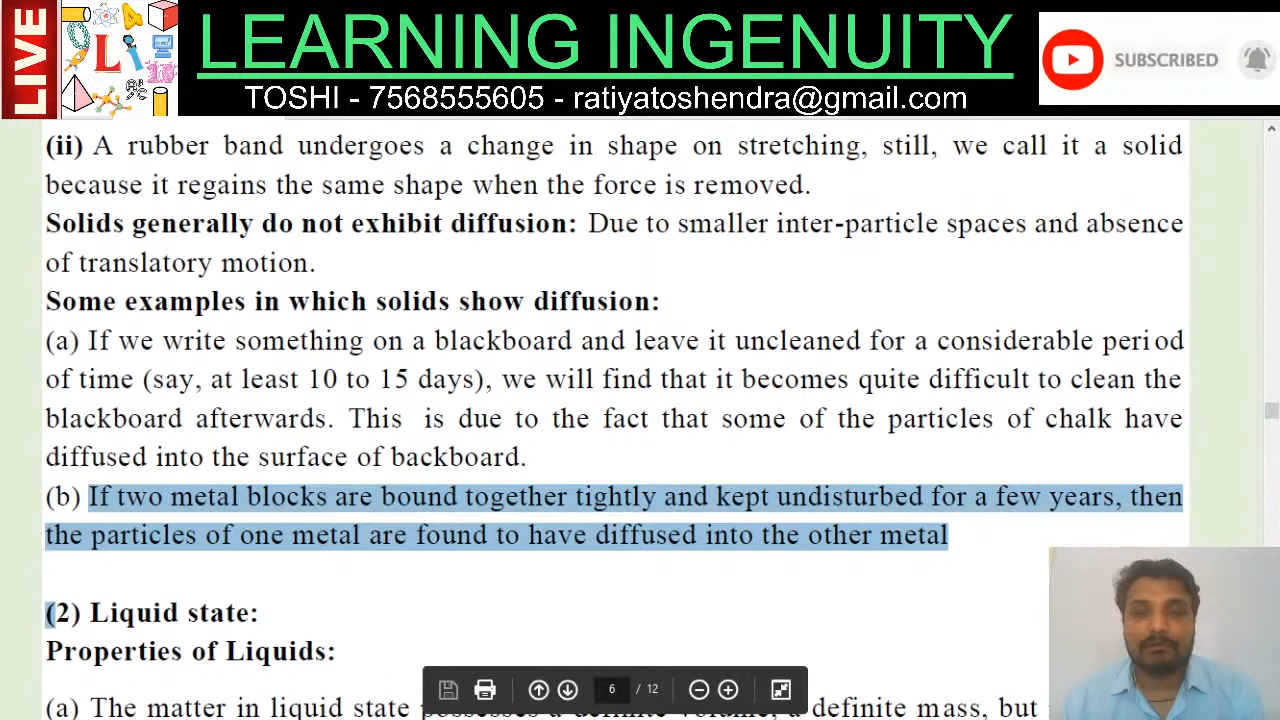 LIVE
L
LEARNING INGENUITY
TOSHI - 7568555605 - ratiyatoshendra@gmail.com
SUBSCRIBED
(ii) A rubber band undergoes a change in shape on stretching, still, we call it a solid
because it regains the same shape when the force is removed.
Solids generally do not exhibit diffusion: Due to smaller inter-particle spaces and absence
of translatory motion.
Some examples in which solids show diffusion:
(a) If we write something on a blackboard and leave it uncleaned for a considerable period
of time (say, at least 10 to 15 days), we will find that it becomes quite difficult to clean the
blackboard afterwards. This is due to the fact that some of the particles of chalk have
diffused into the surface of backboard.
(b) If two metal blocks are bound together tightly and kept undisturbed for a few years, then
the particles of one metal are found to have diffused into the other metal
(2) Liquid state:
Properties of Liquids:
6 / 12
(a) The matter in liquid state possesses a definite volume, a definite mass, but